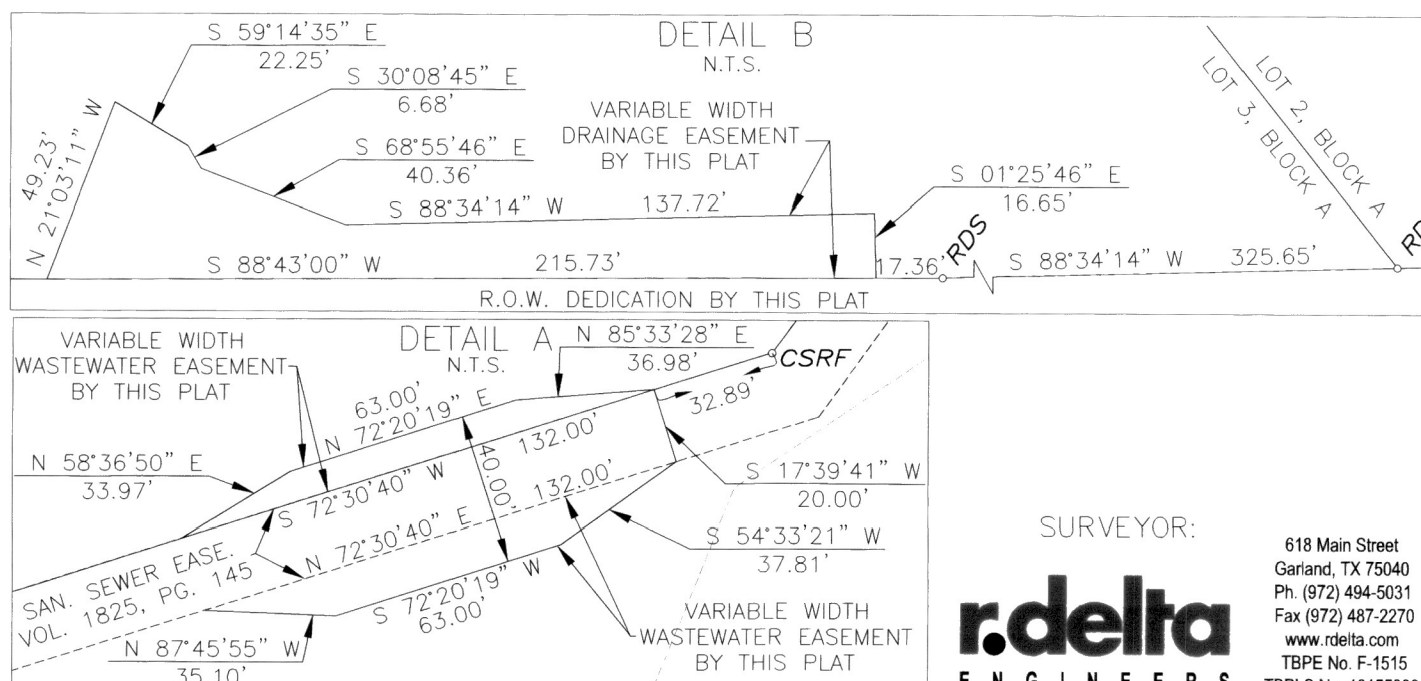 DETAIL B
N.T.S.
S 59°14'35" E
22.25'
S 30°08'45" E
6.68'
S 68°55'46" E
40.36'
VARIABLE WIDTH
DRAINAGE EASEMENT
BY THIS PLAT
49.23'
N 21°03'11" W
S 88°34'14" W 137.72'
S 01°25'46" E
16.65'
LOT 2, BLOCK A
LOT 3, BLOCK A
S 88°43'00" W 215.73'
17.36'
RDS
S 88°34'14" W 325.65'
R.O.W. DEDICATION BY THIS PLAT
DETAIL A
N.T.S.
VARIABLE WIDTH
WASTEWATER EASEMENT
BY THIS PLAT
N 85°33'28" E
36.98'
CSRF
32.89'
63.00'
N 72°20'19" E
N 58°36'50" E
33.97'
S 72°30'40" W 132.00'
40.00'
N 72°30'40" E 132.00'
S 17°39'41" W
20.00'
S 54°33'21" W
37.81'
SAN. SEWER EASE.
VOL. 1825, PG. 145
S 72°20'19" W
63.00'
N 87°45'55" W
35.10'
VARIABLE WIDTH
WASTEWATER EASEMENT
BY THIS PLAT
SURVEYOR:
r.delta
ENGINEERS
618 Main Street
Garland, TX 75040
Ph. (972) 494-5031
Fax (972) 487-2270
www.rdelta.com
TBPE No. F-1515